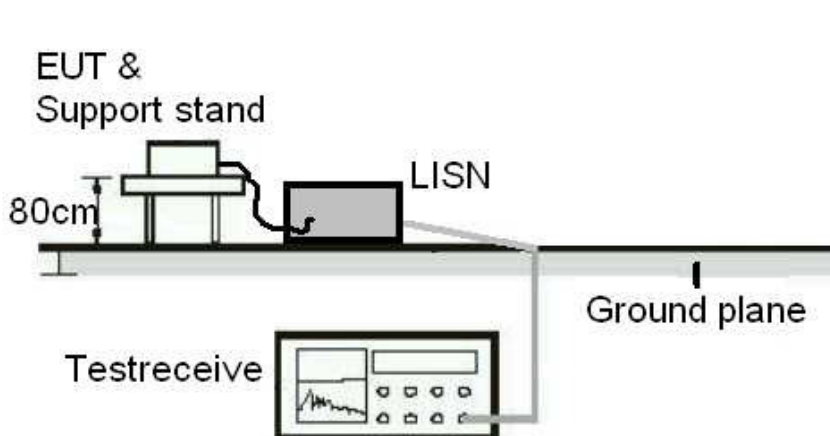 EUT &
Support stand
LISN
80cm
Ground plane
Testreceive